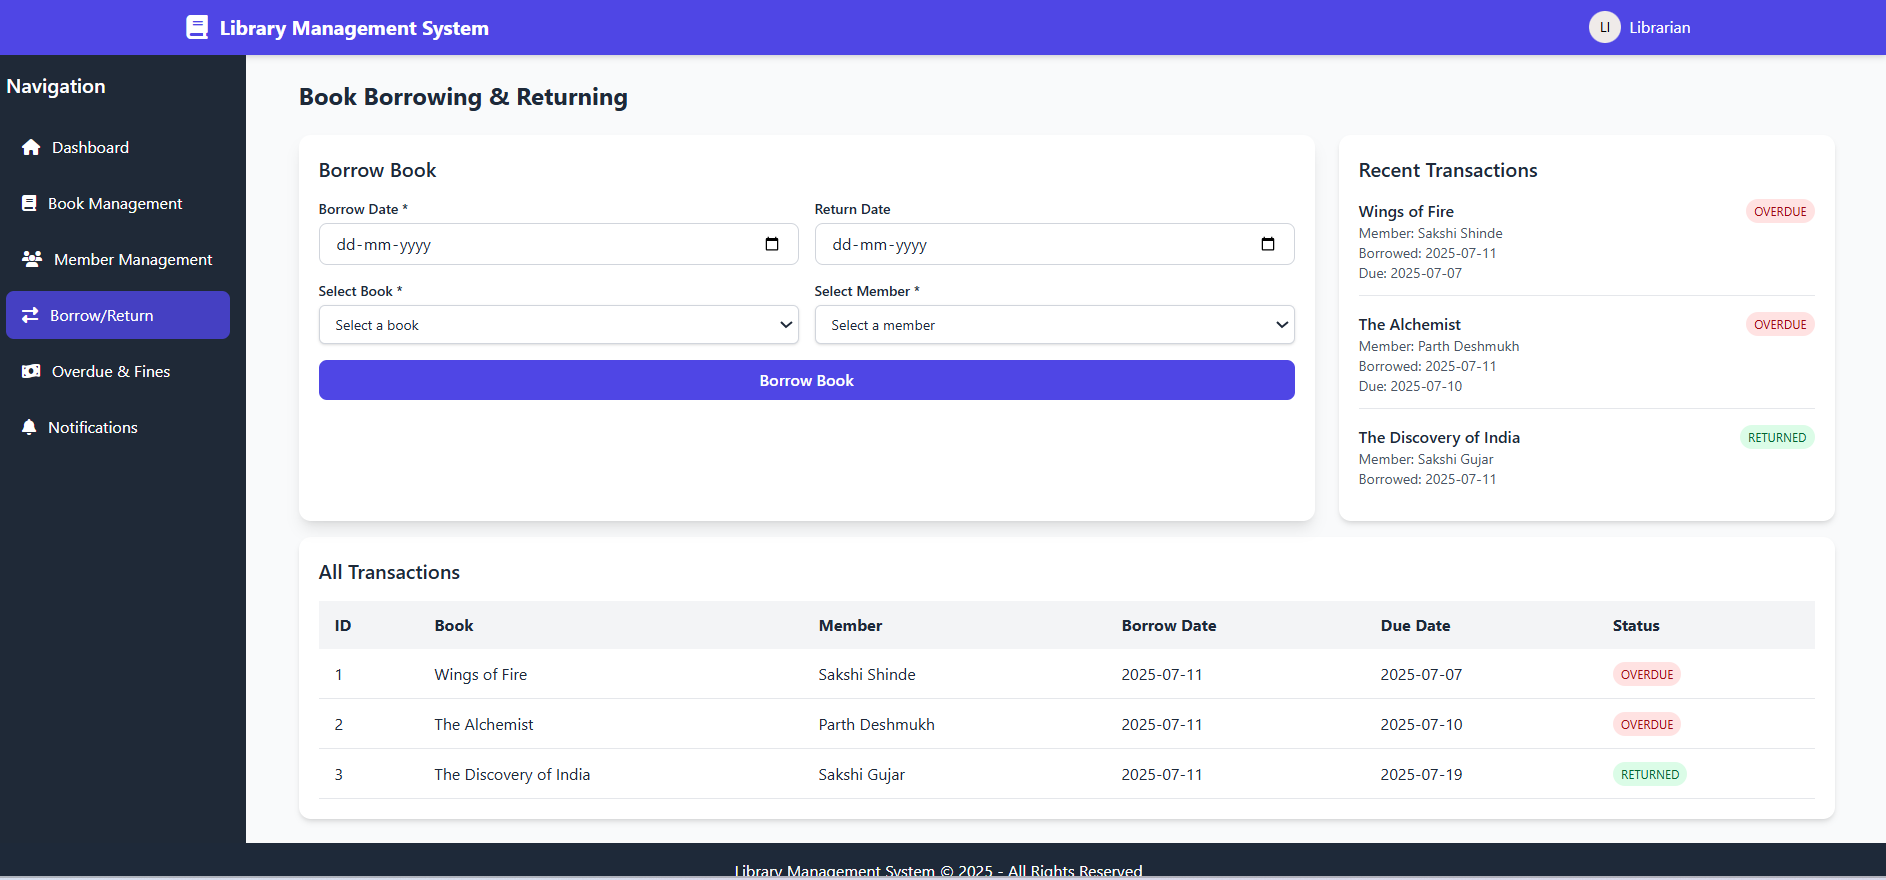 Library Management System
LI Librarian
Navigation
Dashboard
Book Management
Member Management
Borrow/Return
Overdue & Fines
Notifications
Book Borrowing & Returning
Borrow Book
Borrow Date * Return Date
dd-mm-yyyy dd-mm-yyyy
Select Book * Select Member *
Select a book Select a member
Borrow Book
Recent Transactions
Wings of Fire OVERDUE
Member: Sakshi Shinde
Borrowed: 2025-07-11
Due: 2025-07-07
The Alchemist OVERDUE
Member: Parth Deshmukh
Borrowed: 2025-07-11
Due: 2025-07-10
The Discovery of India RETURNED
Member: Sakshi Gujar
Borrowed: 2025-07-11
All Transactions
ID Book Member Borrow Date Due Date Status
1 Wings of Fire Sakshi Shinde 2025-07-11 2025-07-07 OVERDUE
2 The Alchemist Parth Deshmukh 2025-07-11 2025-07-10 OVERDUE
3 The Discovery of India Sakshi Gujar 2025-07-11 2025-07-19 RETURNED
Library Management System © 2025 - All Rights Reserved